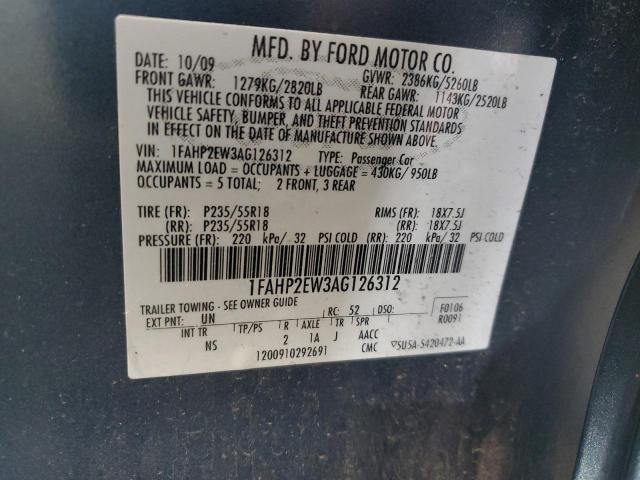 MFD. BY FORD MOTOR CO.
DATE: 10/09 GVWR: 2386KG/5260LB
FRONT GAWR: 1279KG/2820LB REAR GAWR: 1143KG/2520LB
THIS VEHICLE CONFORMS TO ALL APPLICABLE FEDERAL MOTOR
VEHICLE SAFETY, BUMPER, AND THEFT PREVENTION STANDARDS
IN EFFECT ON THE DATE OF MANUFACTURE SHOWN ABOVE.
VIN: 1FAHP2EW3AG126312 TYPE: Passenger Car
MAXIMUM LOAD = OCCUPANTS + LUGGAGE = 430KG/950LB
OCCUPANTS = 5 TOTAL; 2 FRONT, 3 REAR
TIRE (FR): P235/55R18 RIMS (FR): 18X7.5J
(RR): P235/55R18 (RR): 18X7.5J
PRESSURE (FR): 220 kPa/ 32 PSI COLD (RR): 220 kPa/ 32 PSI COLD
1FAHP2EW3AG126312
TRAILER TOWING - SEE OWNER GUIDE
EXT PNT: UN RC: 52 DSO: F0106
R0091
INT TR TP/PS R AXLE TR SPR
NS 2 1A J AACC
1200910292691 CMC 5U5A-5420472-AA